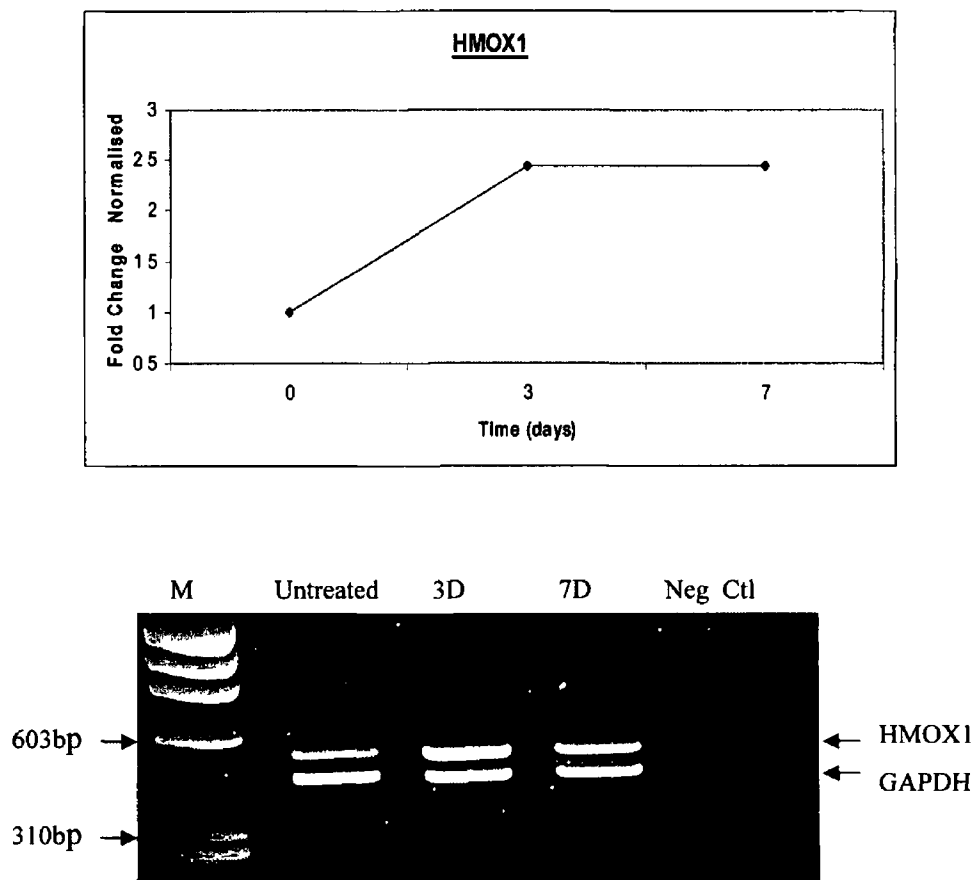 HMOX1
Fold Change Normalised
3
2 5
2
1 5
1
0 5
0 3 7
Time (days)
M Untreated 3D 7D Neg Ctl
603bp
310bp
HMOX1
GAPDH